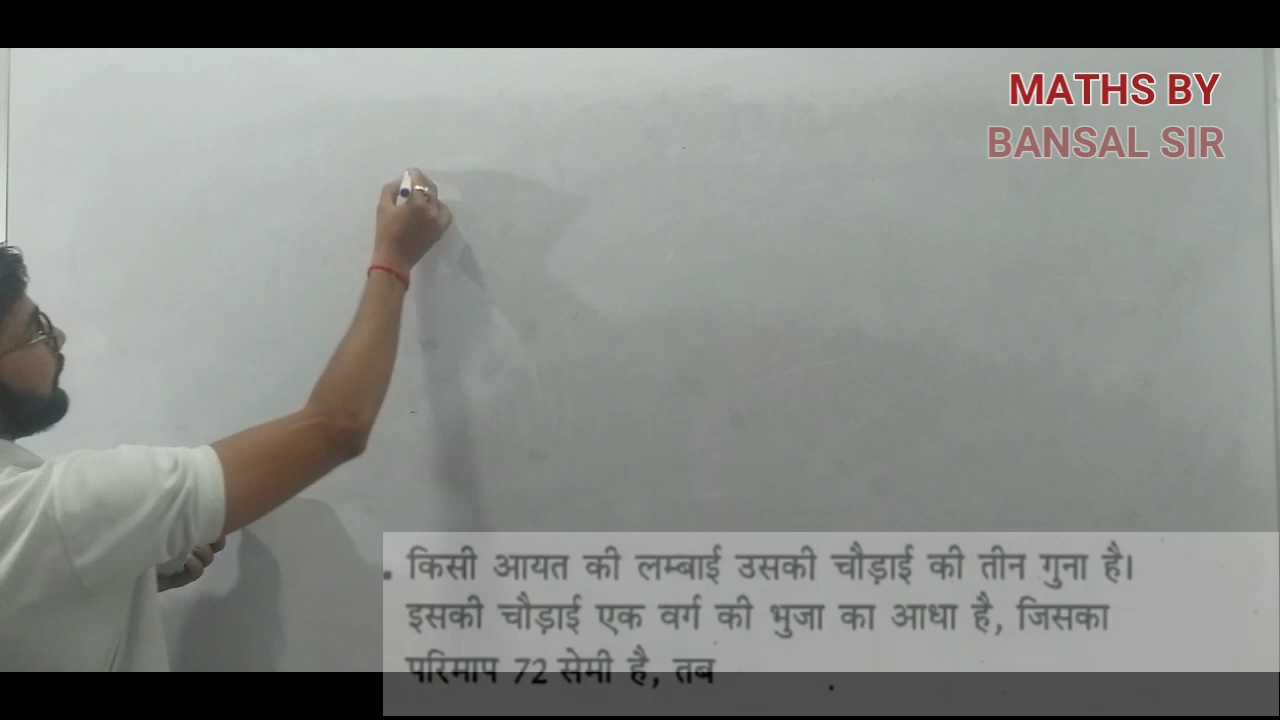 MATHS BY
BANSAL SIR
किसी आयत की लम्बाई उसकी चौड़ाई की तीन गुना है।
इसकी चौड़ाई एक वर्ग की भुजा का आधा है, जिसका
परिमाप 72 सेमी है, तब